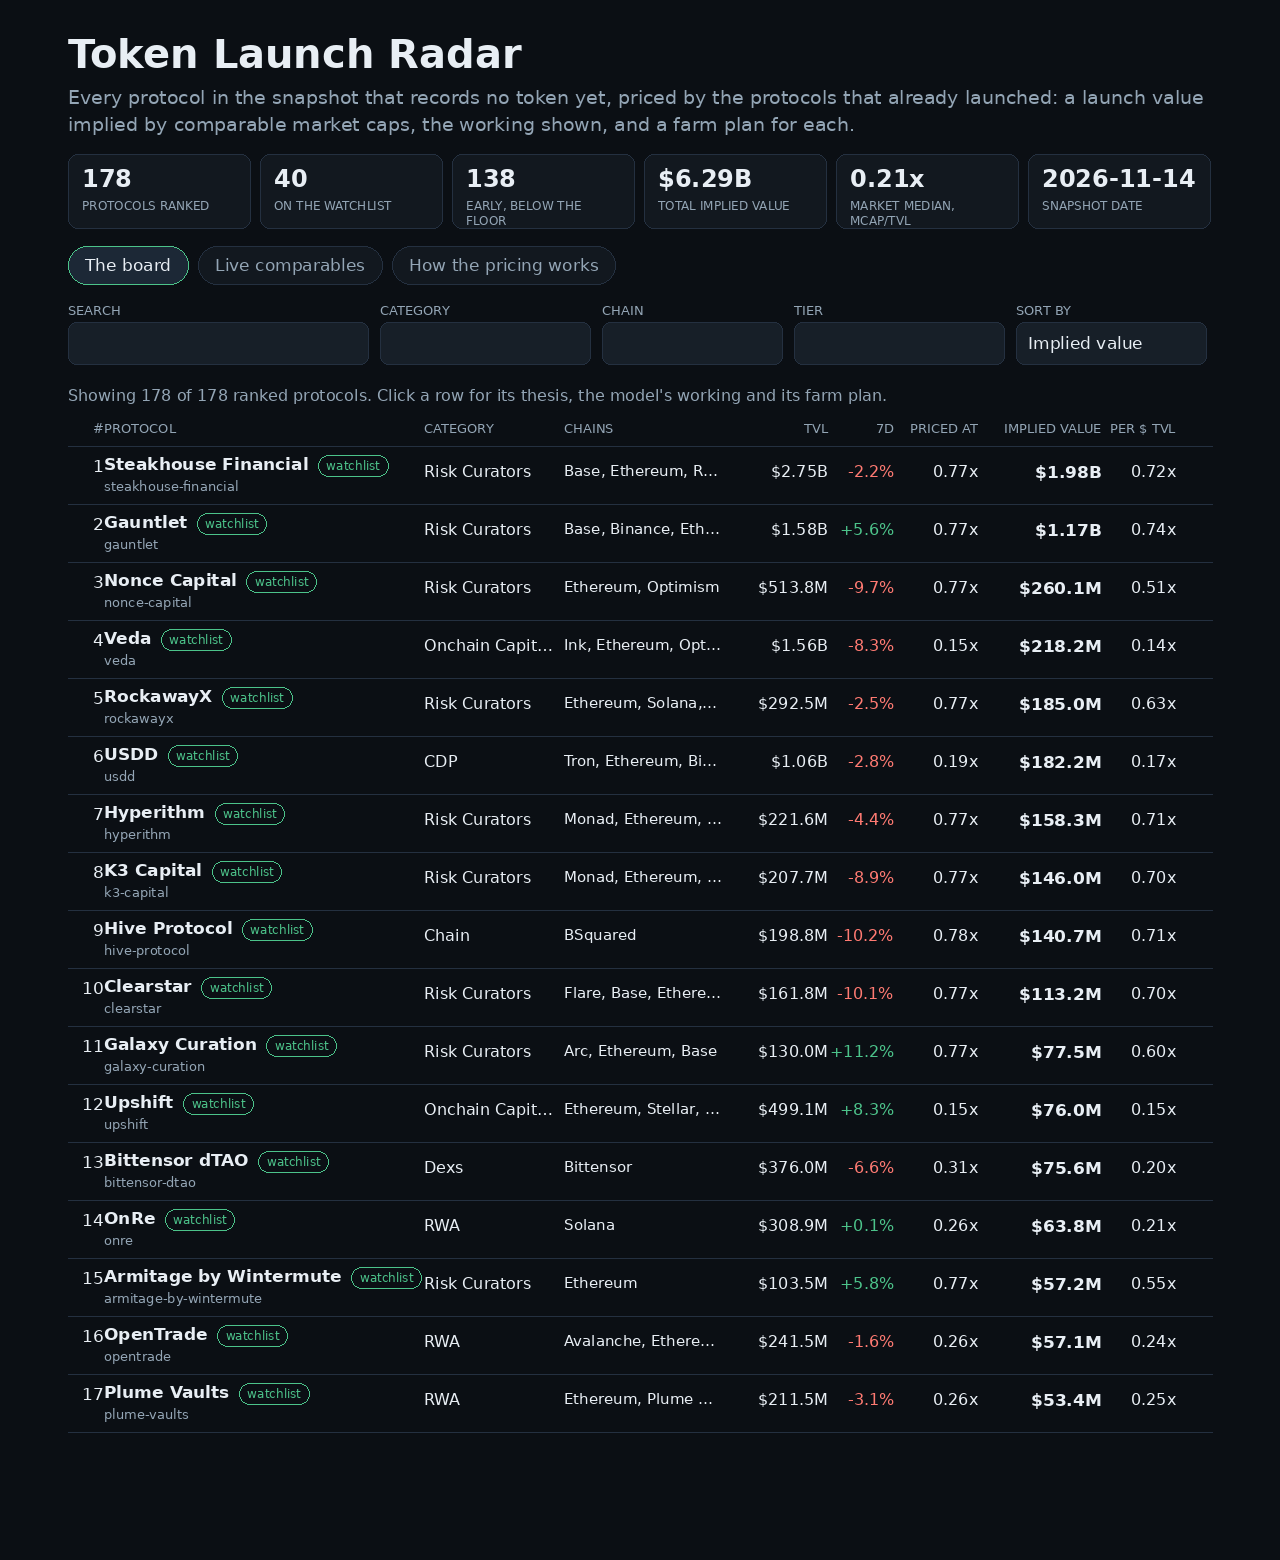 Token Launch Radar
Every protocol in the snapshot that records no token yet, priced by the protocols that already launched: a launch value
implied by comparable market caps, the working shown, and a farm plan for each.
178 40 138 $6.29B 0.21x 2026-11-14
PROTOCOLS RANKED ON THE WATCHLIST EARLY, BELOW THE FLOOR TOTAL IMPLIED VALUE MARKET MEDIAN, MCAP/TVL SNAPSHOT DATE
The board Live comparables How the pricing works
SEARCH CATEGORY CHAIN TIER SORT BY
Implied value
Showing 178 of 178 ranked protocols. Click a row for its thesis, the model's working and its farm plan.
# PROTOCOL CATEGORY CHAINS TVL 7D PRICED AT IMPLIED VALUE PER $ TVL
1 Steakhouse Financial watchlist Risk Curators Base, Ethereum, R... $2.75B -2.2% 0.77x $1.98B 0.72x
steakhouse-financial
2 Gauntlet watchlist Risk Curators Base, Binance, Eth... $1.58B +5.6% 0.77x $1.17B 0.74x
gauntlet
3 Nonce Capital watchlist Risk Curators Ethereum, Optimism $513.8M -9.7% 0.77x $260.1M 0.51x
nonce-capital
4 Veda watchlist Onchain Capit... Ink, Ethereum, Opt... $1.56B -8.3% 0.15x $218.2M 0.14x
veda
5 RockawayX watchlist Risk Curators Ethereum, Solana,... $292.5M -2.5% 0.77x $185.0M 0.63x
rockawayx
6 USDD watchlist CDP Tron, Ethereum, Bi... $1.06B -2.8% 0.19x $182.2M 0.17x
usdd
7 Hyperithm watchlist Risk Curators Monad, Ethereum, ... $221.6M -4.4% 0.77x $158.3M 0.71x
hyperithm
8 K3 Capital watchlist Risk Curators Monad, Ethereum, ... $207.7M -8.9% 0.77x $146.0M 0.70x
k3-capital
9 Hive Protocol watchlist Chain BSquared $198.8M -10.2% 0.78x $140.7M 0.71x
hive-protocol
10 Clearstar watchlist Risk Curators Flare, Base, Ethere... $161.8M -10.1% 0.77x $113.2M 0.70x
clearstar
11 Galaxy Curation watchlist Risk Curators Arc, Ethereum, Base $130.0M +11.2% 0.77x $77.5M 0.60x
galaxy-curation
12 Upshift watchlist Onchain Capit... Ethereum, Stellar, ... $499.1M +8.3% 0.15x $76.0M 0.15x
upshift
13 Bittensor dTAO watchlist Dexs Bittensor $376.0M -6.6% 0.31x $75.6M 0.20x
bittensor-dtao
14 OnRe watchlist RWA Solana $308.9M +0.1% 0.26x $63.8M 0.21x
onre
15 Armitage by Wintermute watchlist Risk Curators Ethereum $103.5M +5.8% 0.77x $57.2M 0.55x
armitage-by-wintermute
16 OpenTrade watchlist RWA Avalanche, Ethere... $241.5M -1.6% 0.26x $57.1M 0.24x
opentrade
17 Plume Vaults watchlist RWA Ethereum, Plume ... $211.5M -3.1% 0.26x $53.4M 0.25x
plume-vaults